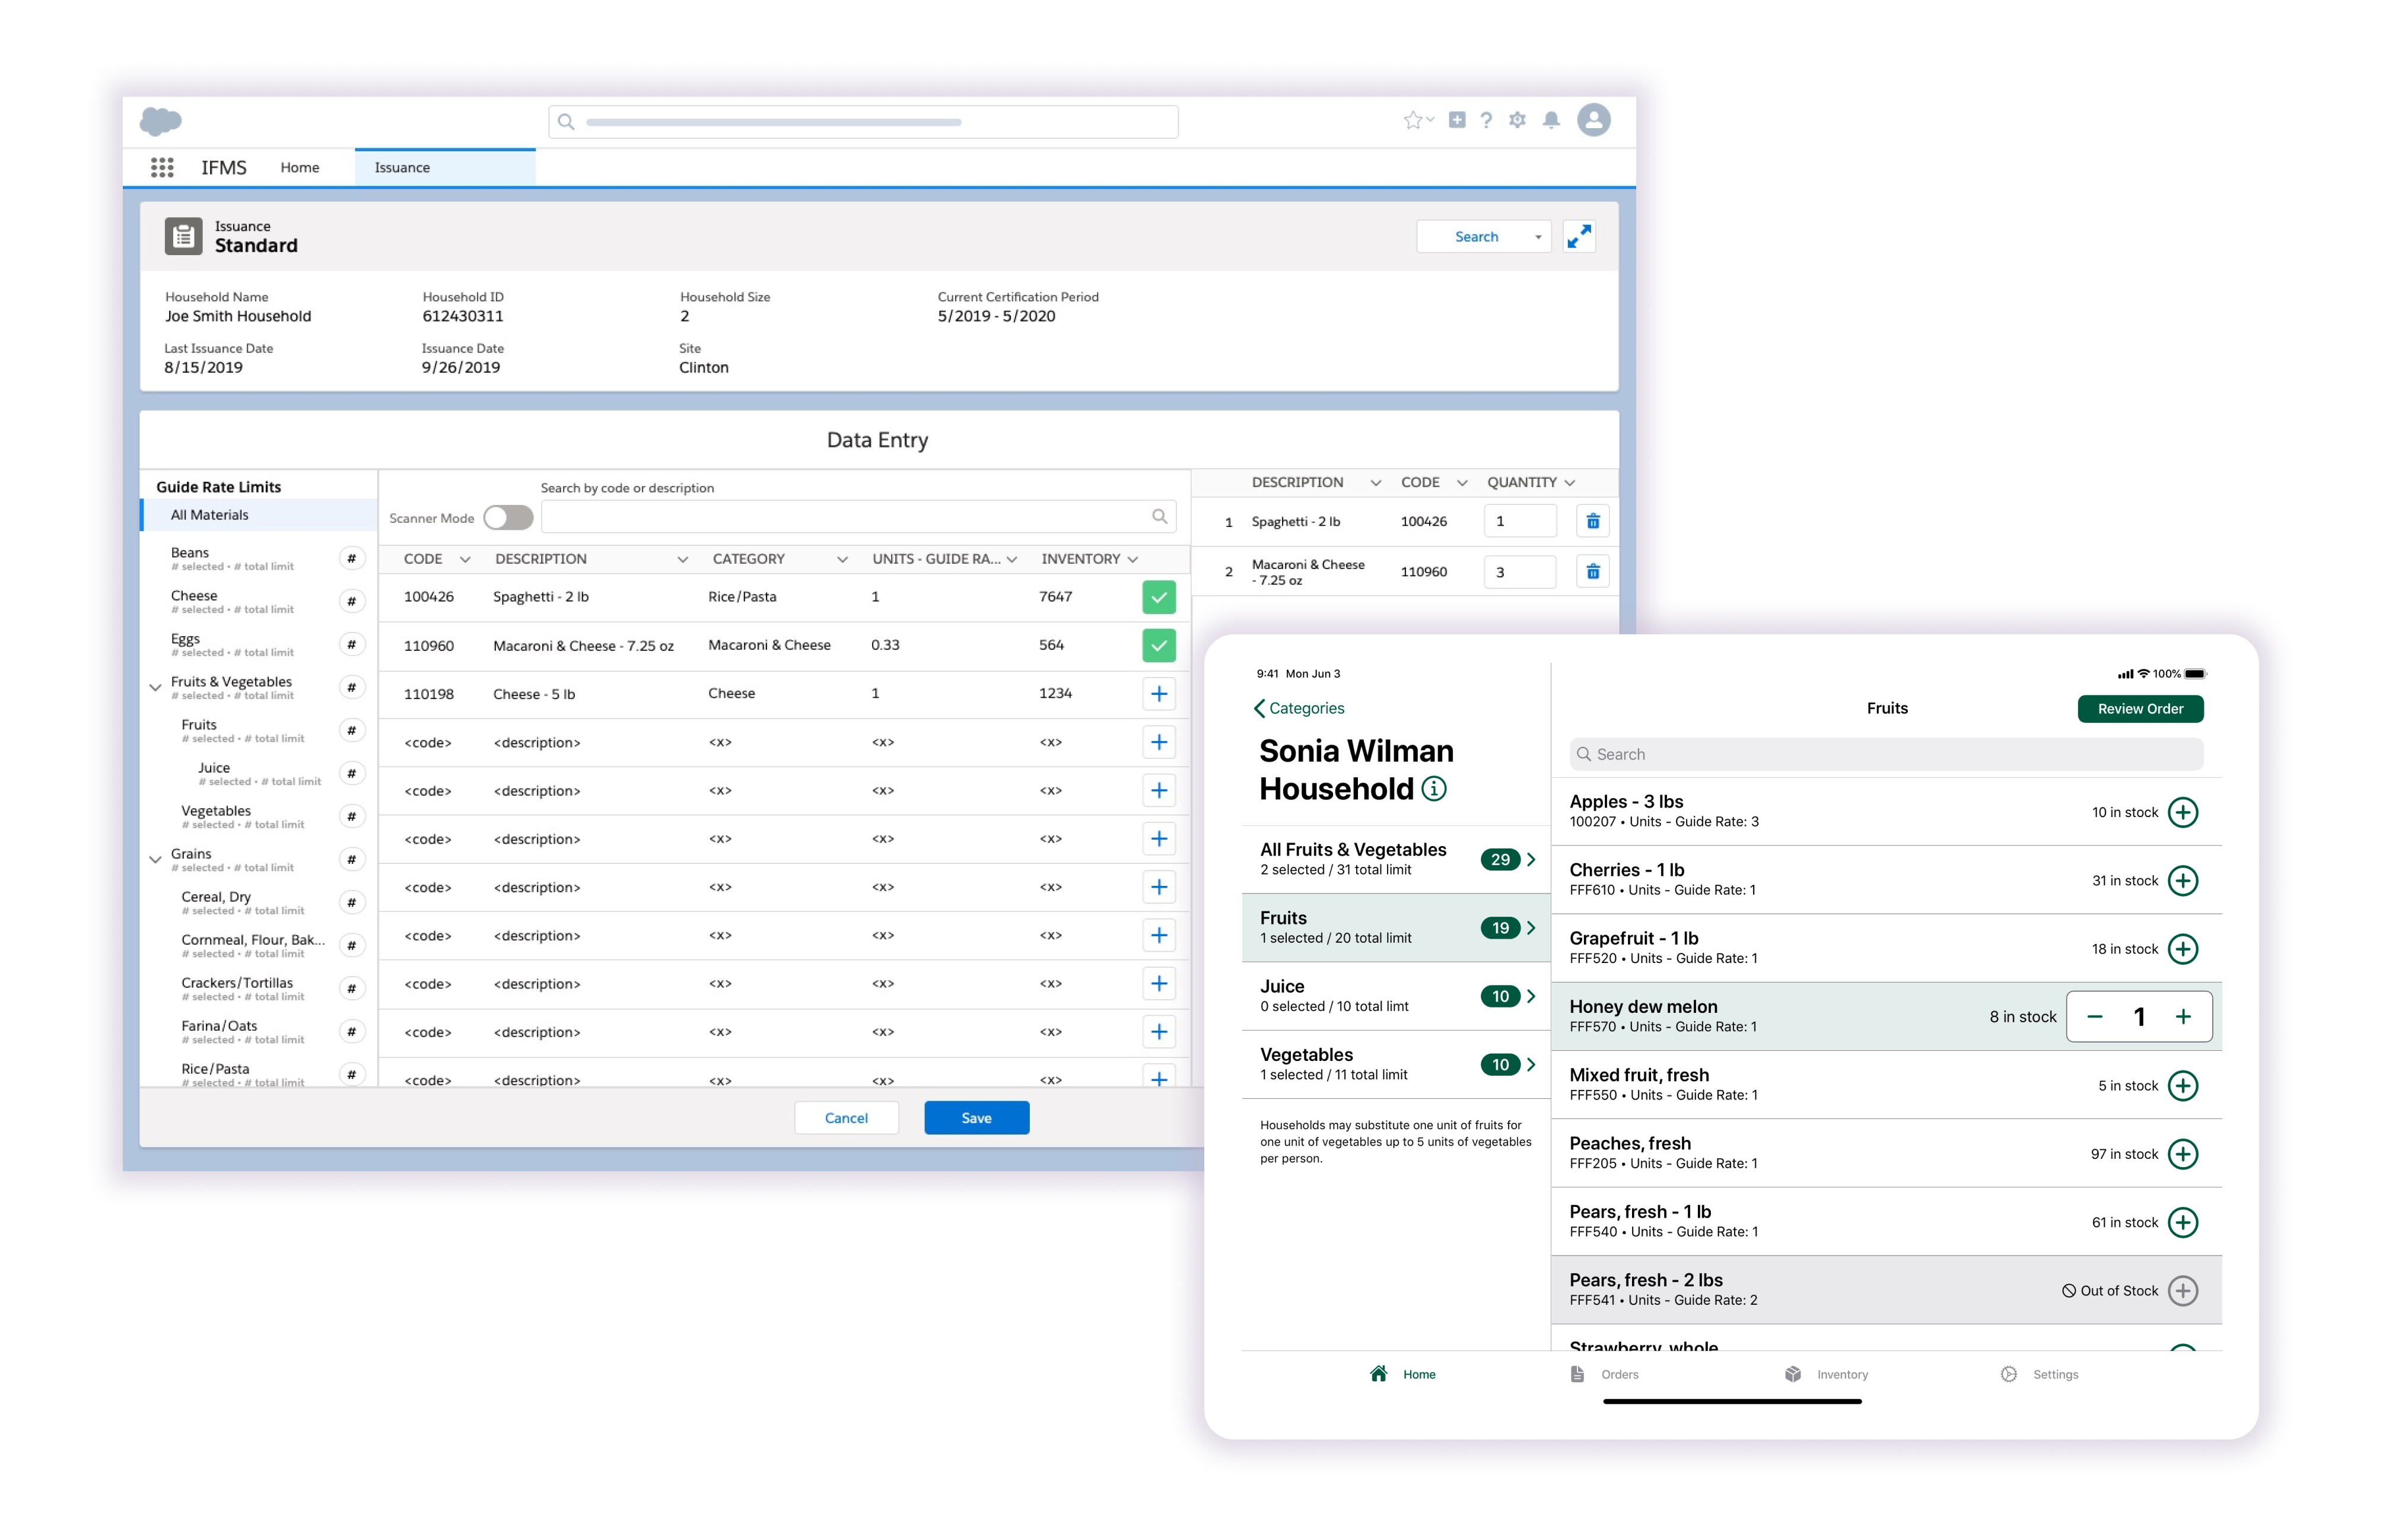 IFMS
Home
Issuance
Issuance
Standard
Search
Household Name
Joe Smith Household
Household ID
612430311
Household Size
2
Current Certification Period
5/2019 - 5/2020
Last Issuance Date
8/15/2019
Issuance Date
9/26/2019
Site
Clinton
Data Entry
Guide Rate Limits
All Materials
Beans
# selected • # total limit
#
Cheese
# selected • # total limit
#
Eggs
# selected • # total limit
#
Fruits & Vegetables
# selected • # total limit
#
Fruits
# selected • # total limit
#
Juice
# selected • # total limit
#
Vegetables
# selected • # total limit
#
Grains
# selected • # total limit
#
Cereal, Dry
# selected • # total limit
#
Cornmeal, Flour, Bak...
# selected • # total limit
#
Crackers/Tortillas
# selected • # total limit
#
Farina/Oats
# selected • # total limit
#
Rice/Pasta
# selected • # total limit
#
Scanner Mode
Search by code or description
CODE DESCRIPTION CATEGORY UNITS - GUIDE RA... INVENTORY
100426 Spaghetti - 2 lb Rice/Pasta 1 7647
110960 Macaroni & Cheese - 7.25 oz Macaroni & Cheese 0.33 564
110198 Cheese - 5 lb Cheese 1 1234
<code> <description> <x> <x> <x>
<code> <description> <x> <x> <x>
<code> <description> <x> <x> <x>
<code> <description> <x> <x> <x>
<code> <description> <x> <x> <x>
<code> <description> <x> <x> <x>
<code> <description> <x> <x> <x>
<code> <description> <x> <x> <x>
DESCRIPTION CODE QUANTITY
1 Spaghetti - 2 lb 100426 1
2 Macaroni & Cheese
- 7.25 oz 110960 3
Cancel
Save
9:41 Mon Jun 3
100%
Categories
Sonia Wilman
Household
All Fruits & Vegetables
2 selected / 31 total limit
29
Fruits
1 selected / 20 total limit
19
Juice
0 selected / 10 total limt
10
Vegetables
1 selected / 11 total limit
10
Households may substitute one unit of fruits for
one unit of vegetables up to 5 units of vegetables
per person.
Fruits
Review Order
Search
Apples - 3 lbs
100207 • Units - Guide Rate: 3
10 in stock
Cherries - 1 lb
FFF610 • Units - Guide Rate: 1
31 in stock
Grapefruit - 1 lb
FFF520 • Units - Guide Rate: 1
18 in stock
Honey dew melon
FFF570 • Units - Guide Rate: 1
8 in stock
1
Mixed fruit, fresh
FFF550 • Units - Guide Rate: 1
5 in stock
Peaches, fresh
FFF205 • Units - Guide Rate: 1
97 in stock
Pears, fresh - 1 lb
FFF540 • Units - Guide Rate: 1
61 in stock
Pears, fresh - 2 lbs
FFF541 • Units - Guide Rate: 2
Out of Stock
Strawberry, whole
Home
Orders
Inventory
Settings